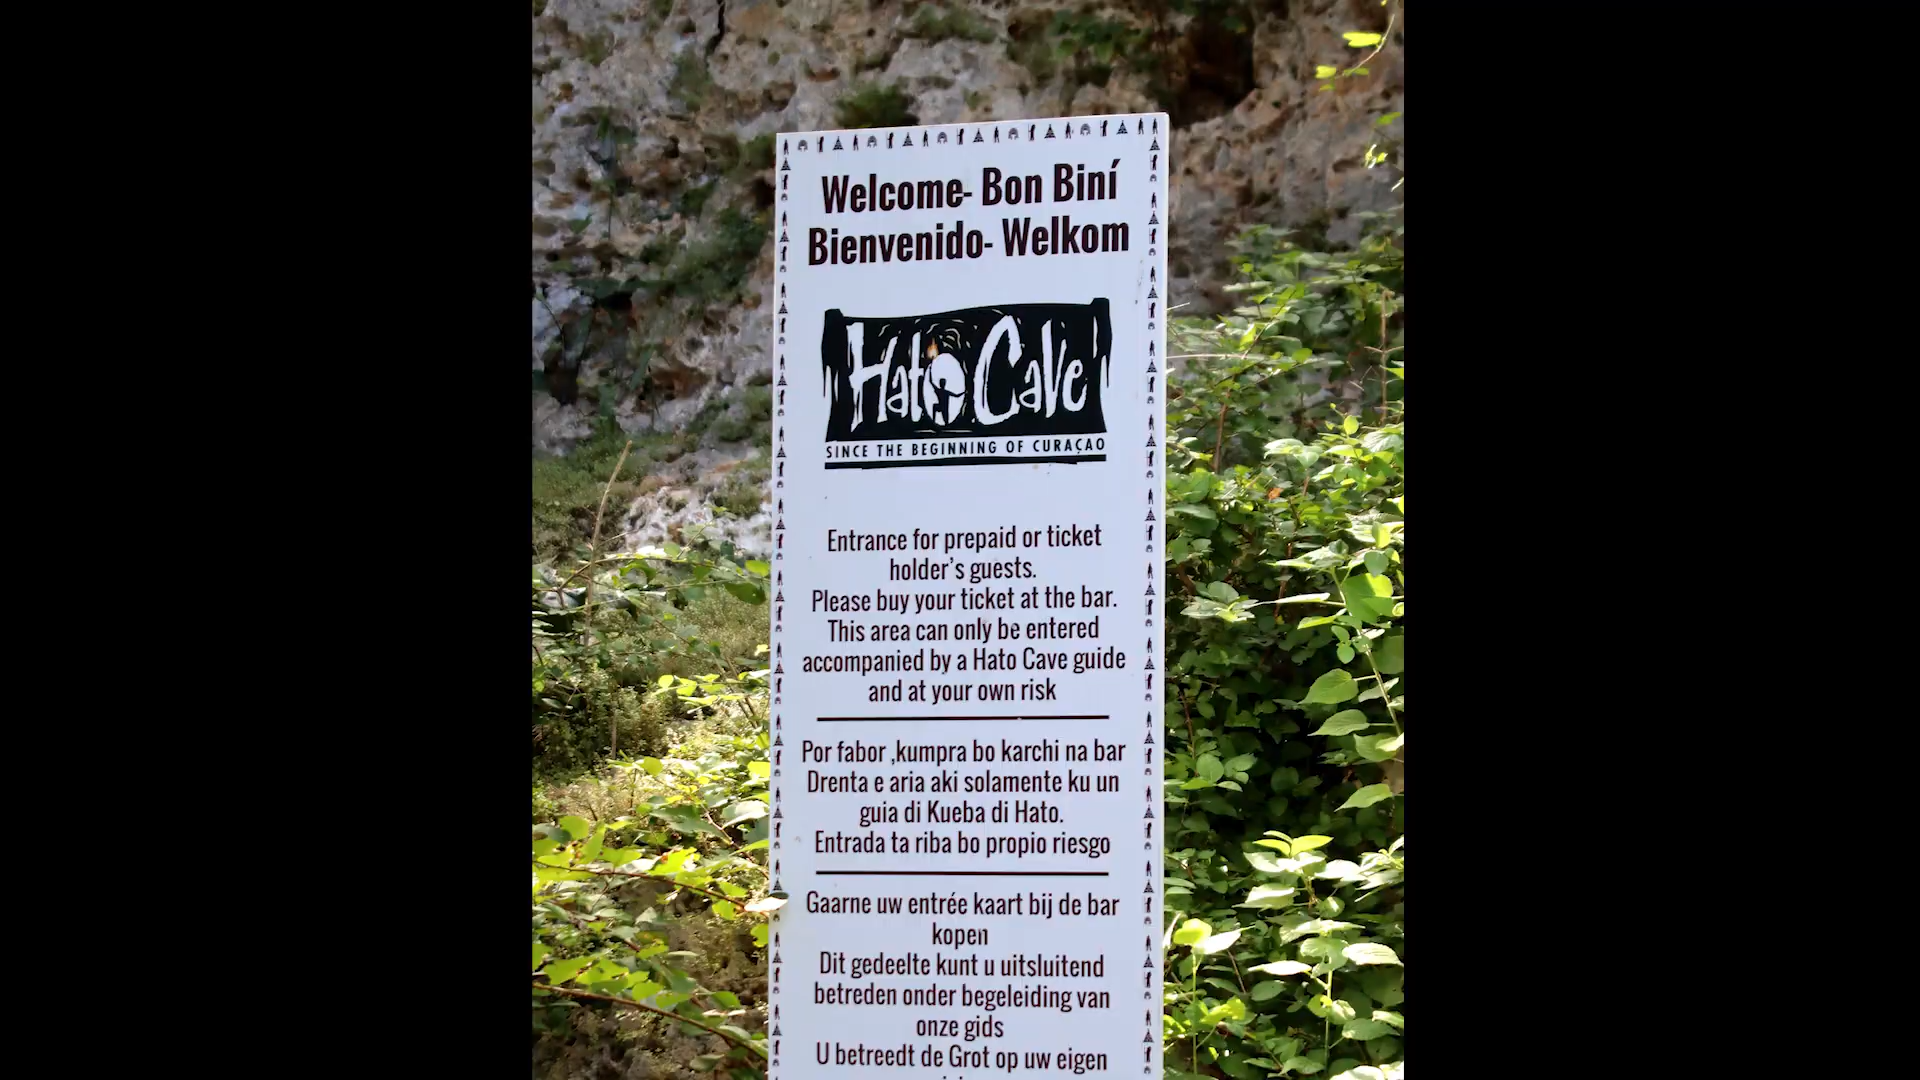 Welcome- Bon Biní
Bienvenido- Welkom
Hato Cave
SINCE THE BEGINNING OF CURAÇAO
Entrance for prepaid or ticket
holder's guests.
Please buy your ticket at the bar.
This area can only be entered
accompanied by a Hato Cave guide
and at your own risk
Por fabor ,kumpra bo karchi na bar
Drenta e aria aki solamente ku un
guia di Kueba di Hato.
Entrada ta riba bo propio riesgo
Gaarne uw entrée kaart bij de bar
kopen
Dit gedeelte kunt u uitsluitend
betreden onder begeleiding van
onze gids
U betreedt de Grot op uw eigen